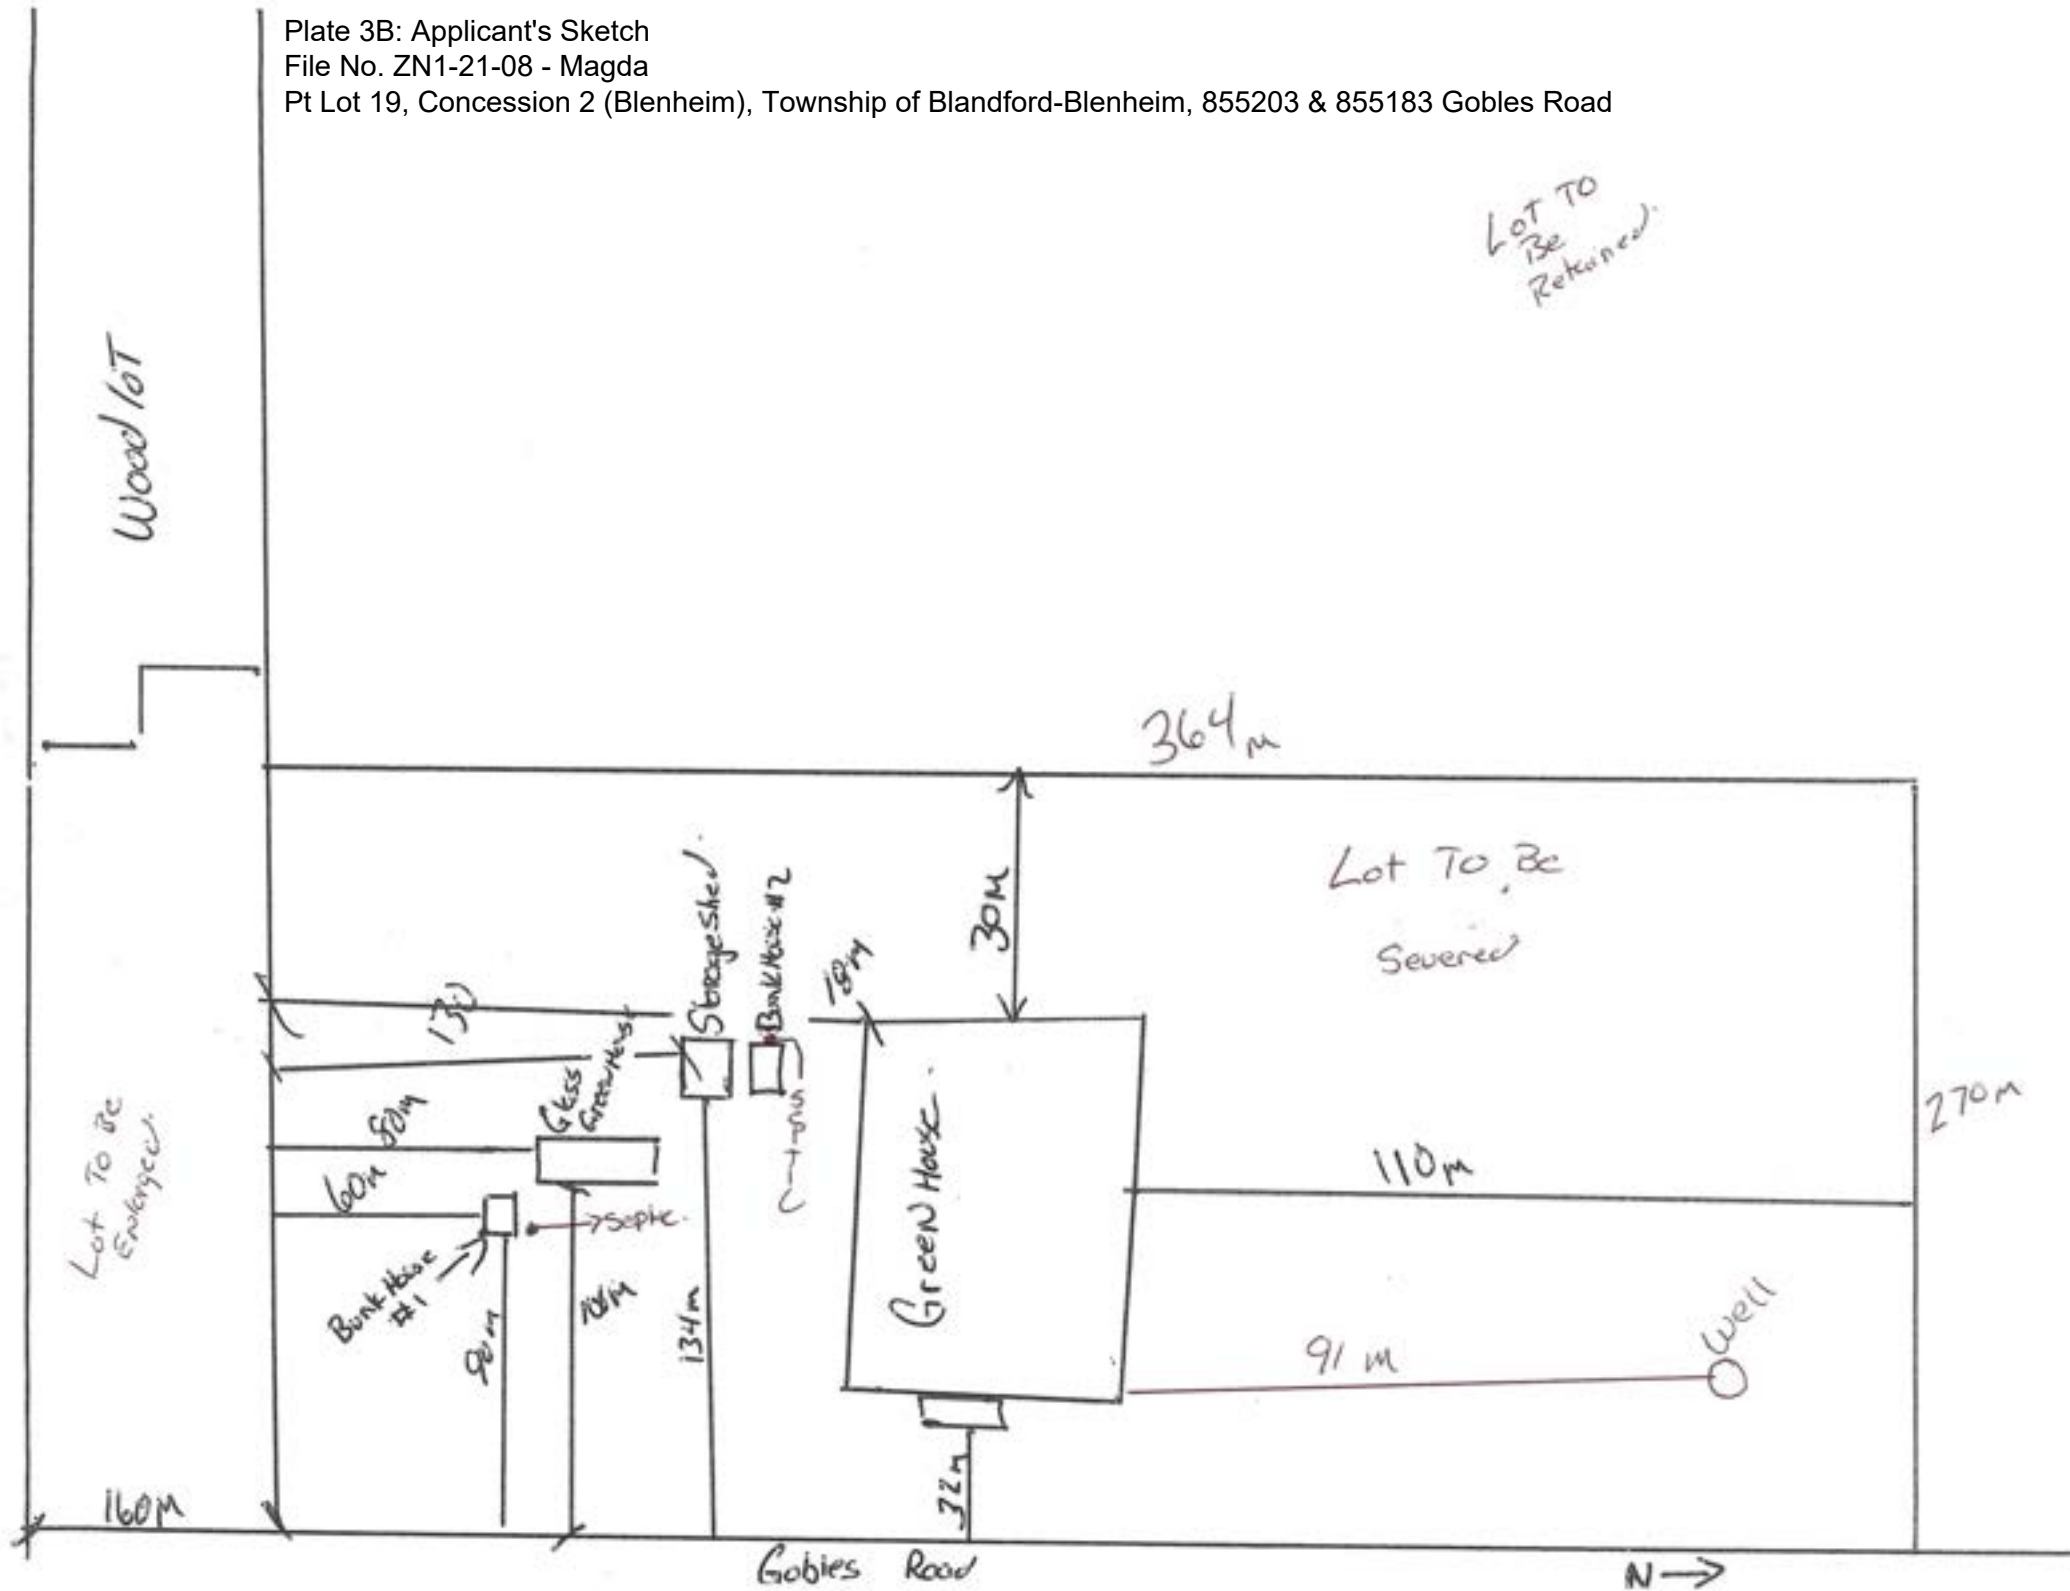 Plate 3B: Applicant's Sketch
File No. ZN1-21-08 - Magda
Pt Lot 19, Concession 2 (Blenheim), Township of Blandford-Blenheim, 855203 & 855183 Gobles Road
Lot To
Be
Retained.
Wood lot
364m
Lot To Be
Severed
30m
Storage Shed.
Bunk House #2
18m
130
Glass
GreenHouse
80m
60m
270m
Lot To Be
Enlarged.
Green House.
110m
Septic.
Bunk House
#1
134m
91 m
Well
32m
160m
Gobles Road
N